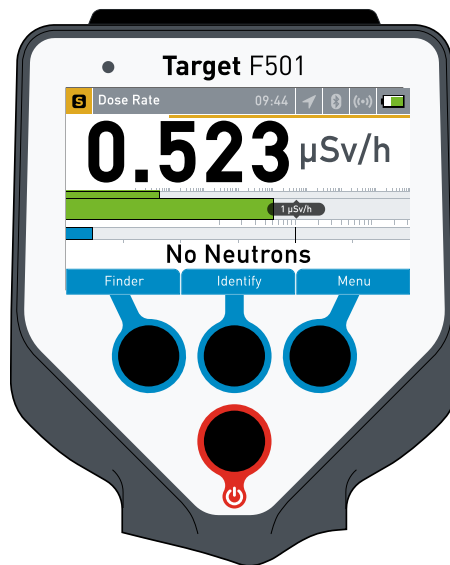 Target F501
S Dose Rate 09:44
0.523 µSv/h
1 µSv/h
No Neutrons
Finder Identify Menu